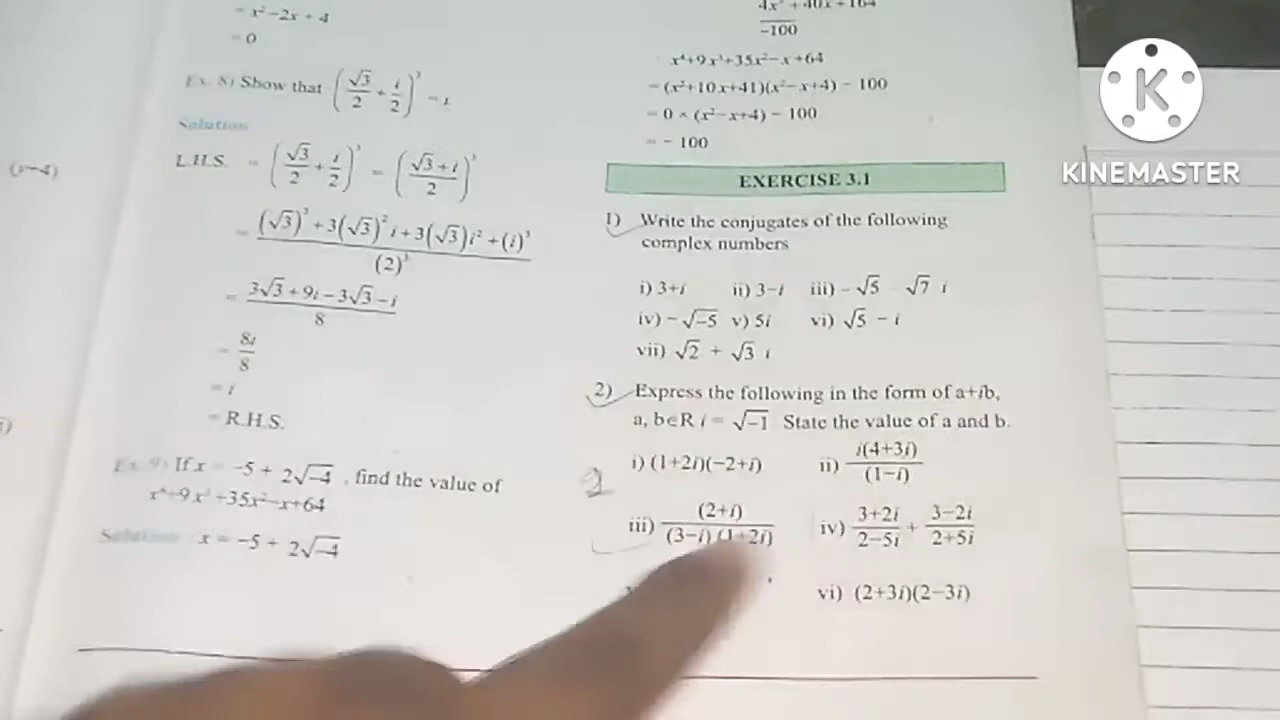 = x²−2x + 4
= 0
Ex. 8) Show that (√3/2 + i/2)³ = i
Solution
L.H.S. = (√3/2 + i/2)³ = ((√3 + i)/2)³
= ((√3)³ + 3(√3)² i + 3(√3)i² + (i)³)/(2)³
= (3√3 + 9i − 3√3 − i)/8
= 8i/8
= i
= R.H.S.
Ex. 9) If x = −5 + 2√−4 , find the value of
x⁴+9x³+35x²−x+64
Solution x = −5 + 2√−4
−100
x⁴+9x³+35x²−x+64
= (x²+10x+41)(x²−x+4) − 100
= 0 × (x²−x+4) − 100
= − 100
EXERCISE 3.1
1) Write the conjugates of the following
complex numbers
i) 3+i ii) 3−i iii) −√5 − √7 i
iv) −√−5 v) 5i vi) √5 − i
vii) √2 + √3 i
2) Express the following in the form of a+ib,
a, b∈R i = √−1 State the value of a and b.
i) (1+2i)(−2+i) ii) i(4+3i)/(1−i)
iii) (2+i)/(3−i)(1+2i) iv) (3+2i)/(2−5i) + (3−2i)/(2+5i)
vi) (2+3i)(2−3i)
K
KINEMASTER